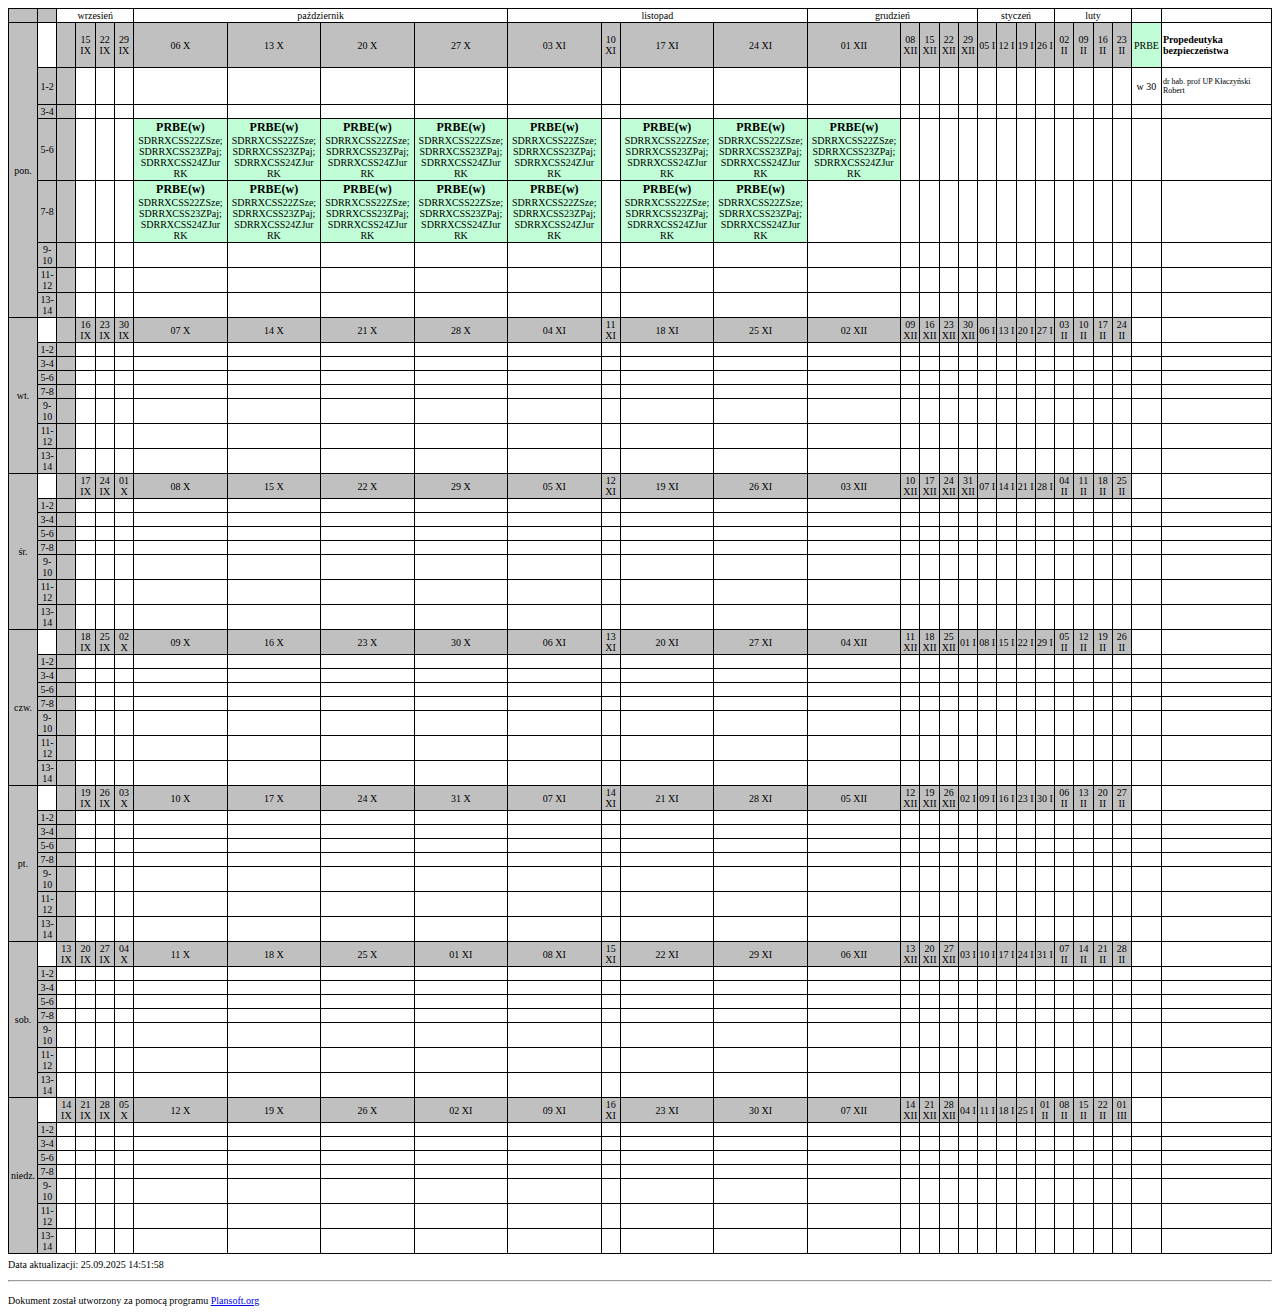 wrzesień październik listopad grudzień styczeń luty
pon. 15 IX 22 IX 29 IX 06 X 13 X 20 X 27 X 03 XI 10 XI 17 XI 24 XI 01 XII 08 XII 15 XII 22 XII 29 XII 05 I 12 I 19 I 26 I 02 II 09 II 16 II 23 II PRBE Propedeutyka bezpieczeństwa
1-2 w 30 dr hab. prof UP Kłaczyński Robert
3-4
5-6 PRBE(w) PRBE(w) PRBE(w) PRBE(w) PRBE(w) PRBE(w) PRBE(w) PRBE(w)
SDRRXCSS22ZSze; SDRRXCSS22ZSze; SDRRXCSS22ZSze; SDRRXCSS22ZSze; SDRRXCSS22ZSze; SDRRXCSS22ZSze; SDRRXCSS22ZSze; SDRRXCSS22ZSze;
SDRRXCSS23ZPaj; SDRRXCSS23ZPaj; SDRRXCSS23ZPaj; SDRRXCSS23ZPaj; SDRRXCSS23ZPaj; SDRRXCSS23ZPaj; SDRRXCSS23ZPaj; SDRRXCSS23ZPaj;
SDRRXCSS24ZJur SDRRXCSS24ZJur SDRRXCSS24ZJur SDRRXCSS24ZJur SDRRXCSS24ZJur SDRRXCSS24ZJur SDRRXCSS24ZJur SDRRXCSS24ZJur
RK RK RK RK RK RK RK RK
7-8 PRBE(w) PRBE(w) PRBE(w) PRBE(w) PRBE(w) PRBE(w) PRBE(w)
SDRRXCSS22ZSze; SDRRXCSS22ZSze; SDRRXCSS22ZSze; SDRRXCSS22ZSze; SDRRXCSS22ZSze; SDRRXCSS22ZSze; SDRRXCSS22ZSze;
SDRRXCSS23ZPaj; SDRRXCSS23ZPaj; SDRRXCSS23ZPaj; SDRRXCSS23ZPaj; SDRRXCSS23ZPaj; SDRRXCSS23ZPaj; SDRRXCSS23ZPaj;
SDRRXCSS24ZJur SDRRXCSS24ZJur SDRRXCSS24ZJur SDRRXCSS24ZJur SDRRXCSS24ZJur SDRRXCSS24ZJur SDRRXCSS24ZJur
RK RK RK RK RK RK RK
9-10
11-12
13-14
wt. 16 IX 23 IX 30 IX 07 X 14 X 21 X 28 X 04 XI 11 XI 18 XI 25 XI 02 XII 09 XII 16 XII 23 XII 30 XII 06 I 13 I 20 I 27 I 03 II 10 II 17 II 24 II
1-2
3-4
5-6
7-8
9-10
11-12
13-14
śr. 17 IX 24 IX 01 X 08 X 15 X 22 X 29 X 05 XI 12 XI 19 XI 26 XI 03 XII 10 XII 17 XII 24 XII 31 XII 07 I 14 I 21 I 28 I 04 II 11 II 18 II 25 II
1-2
3-4
5-6
7-8
9-10
11-12
13-14
czw. 18 IX 25 IX 02 X 09 X 16 X 23 X 30 X 06 XI 13 XI 20 XI 27 XI 04 XII 11 XII 18 XII 25 XII 01 I 08 I 15 I 22 I 29 I 05 II 12 II 19 II 26 II
1-2
3-4
5-6
7-8
9-10
11-12
13-14
pt. 19 IX 26 IX 03 X 10 X 17 X 24 X 31 X 07 XI 14 XI 21 XI 28 XI 05 XII 12 XII 19 XII 26 XII 02 I 09 I 16 I 23 I 30 I 06 II 13 II 20 II 27 II
1-2
3-4
5-6
7-8
9-10
11-12
13-14
sob. 13 IX 20 IX 27 IX 04 X 11 X 18 X 25 X 01 XI 08 XI 15 XI 22 XI 29 XI 06 XII 13 XII 20 XII 27 XII 03 I 10 I 17 I 24 I 31 I 07 II 14 II 21 II 28 II
1-2
3-4
5-6
7-8
9-10
11-12
13-14
niedz. 14 IX 21 IX 28 IX 05 X 12 X 19 X 26 X 02 XI 09 XI 16 XI 23 XI 30 XI 07 XII 14 XII 21 XII 28 XII 04 I 11 I 18 I 25 I 01 II 08 II 15 II 22 II 01 III
1-2
3-4
5-6
7-8
9-10
11-12
13-14
Data aktualizacji: 25.09.2025 14:51:58
Dokument został utworzony za pomocą programu Plansoft.org